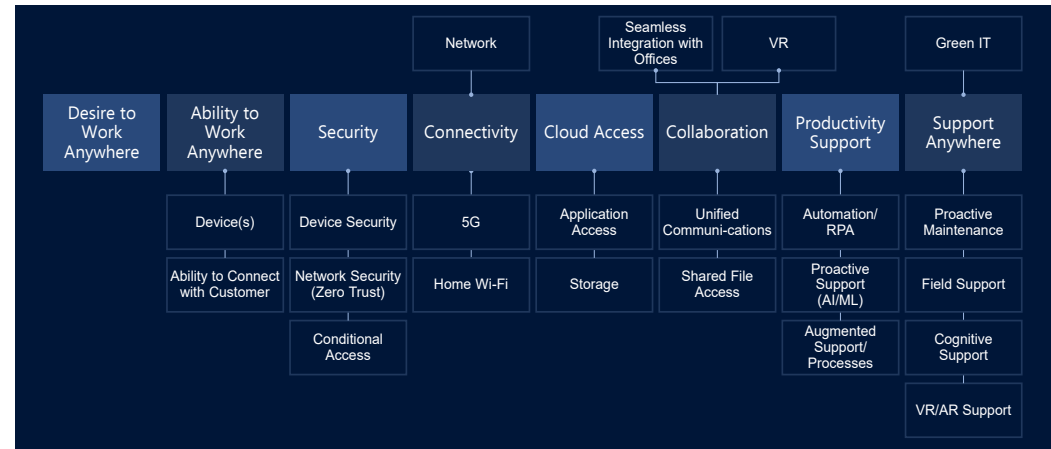 Network
Seamless
Integration with
Offices
VR
Green IT
Desire to
Work
Anywhere
Ability to
Work
Anywhere
Security
Connectivity
Cloud Access
Collaboration
Productivity
Support
Support
Anywhere
Device(s)
Device Security
5G
Application
Access
Unified
Communi-cations
Automation/
RPA
Proactive
Maintenance
Ability to Connect
with Customer
Network Security
(Zero Trust)
Home Wi-Fi
Storage
Shared File
Access
Proactive
Support
(AI/ML)
Field Support
Conditional
Access
Augmented
Support/
Processes
Cognitive
Support
VR/AR Support